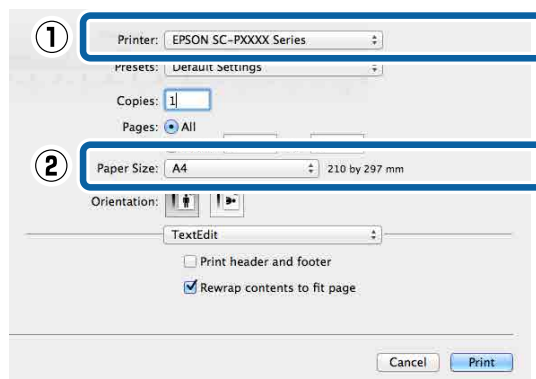 ①
Printer: EPSON SC-PXXXX Series
Presets: Default Settings
Copies: 1
Pages: All
②
Paper Size: A4 210 by 297 mm
Orientation:
TextEdit
Print header and footer
Rewrap contents to fit page
Cancel Print